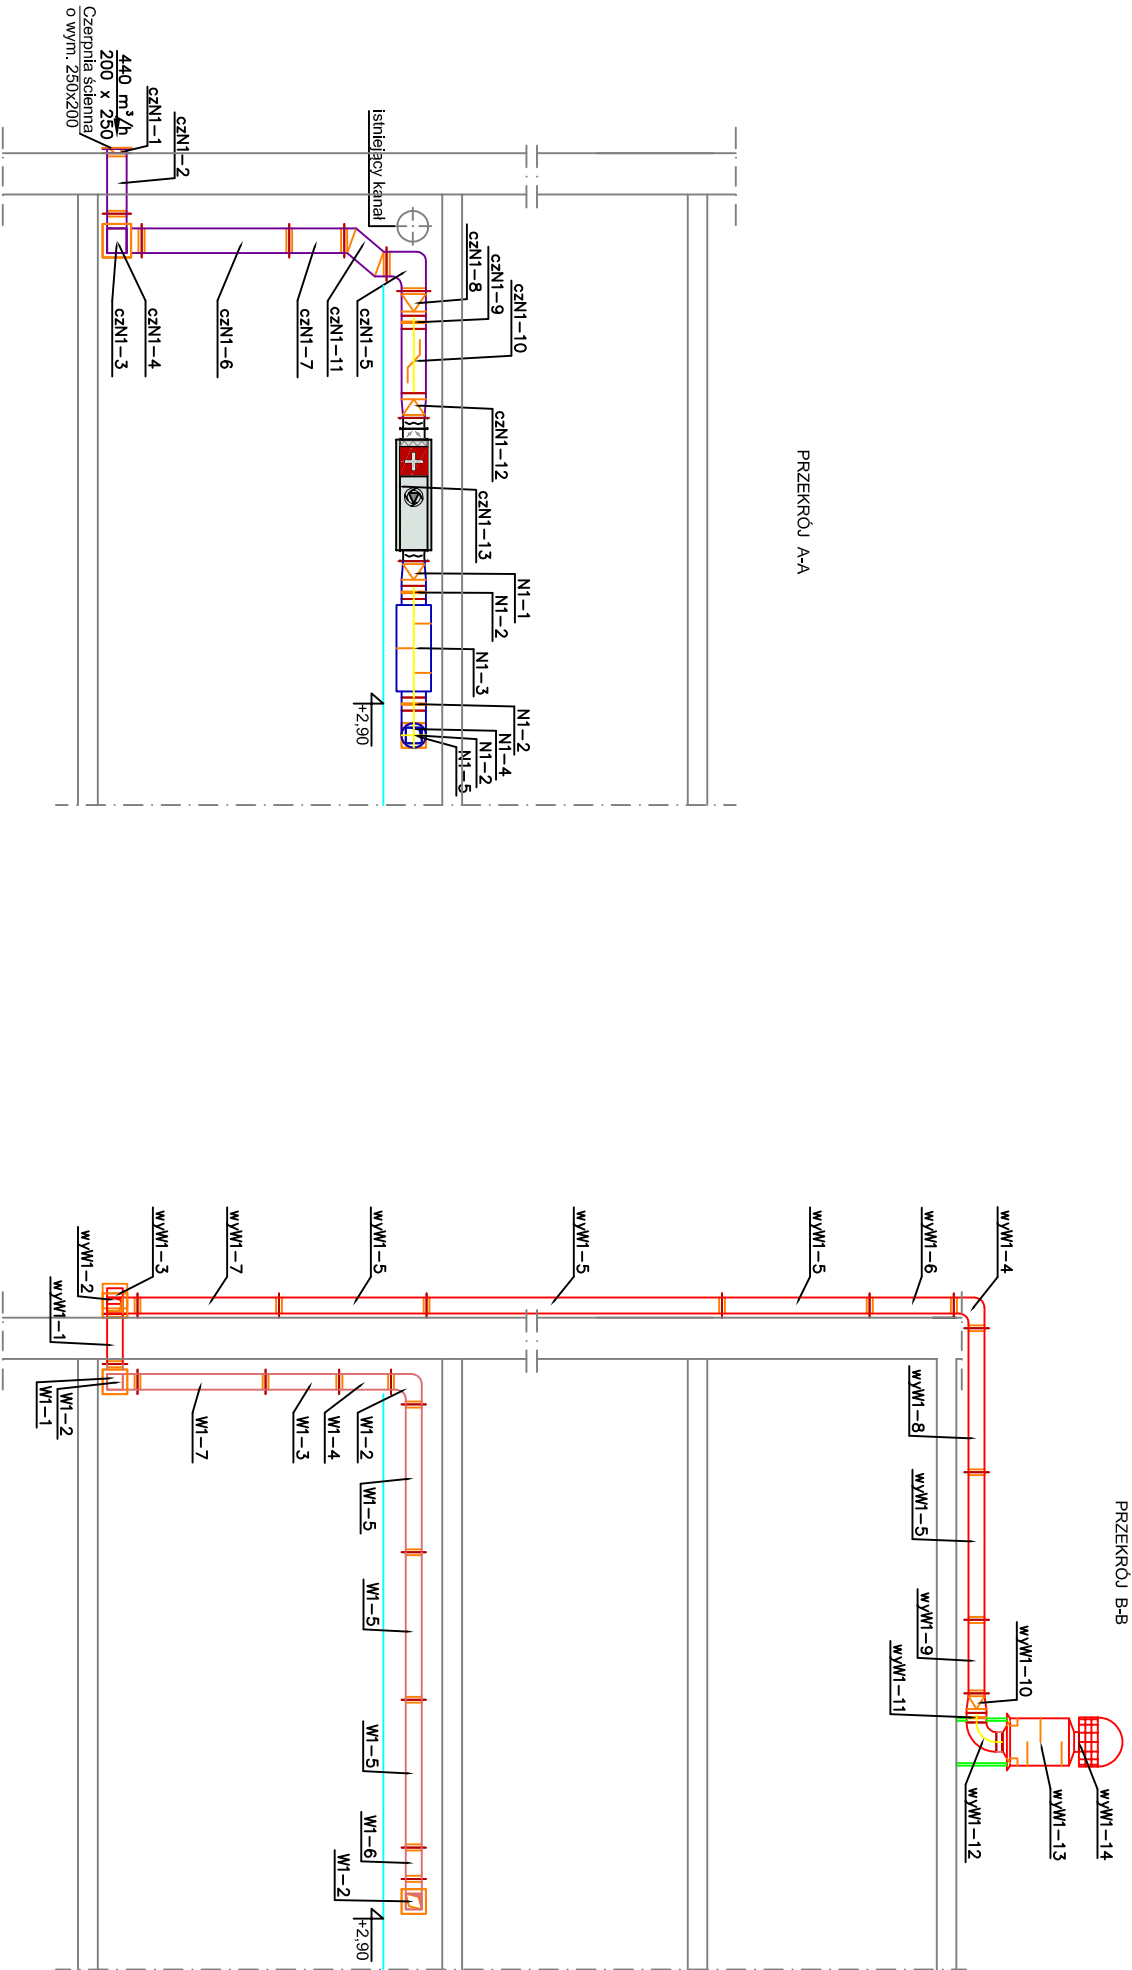 PRZEKRÓJ A-A
czN1-10
czN1-9
czN1-8
istniejący kanał
czN1-2
czN1-1
440 m³/h
200 x 250
Czerpnia ścienna
o wym. 250x200
czN1-12
czN1-13
N1-1
N1-2
N1-3
N1-2
N1-4
N1-2
N1-5
+2,90
czN1-5
czN1-11
czN1-7
czN1-6
czN1-4
czN1-3
PRZEKRÓJ B-B
wyW1-4
wyW1-6
wyW1-5
wyW1-5
wyW1-5
wyW1-7
wyW1-3
wyW1-2
wyW1-1
wyW1-8
wyW1-5
wyW1-9
wyW1-11
wyW1-10
wyW1-14
wyW1-13
wyW1-12
W1-2
W1-4
W1-3
W1-7
W1-2
W1-1
W1-5
W1-5
W1-5
W1-6
W1-2
+2,90